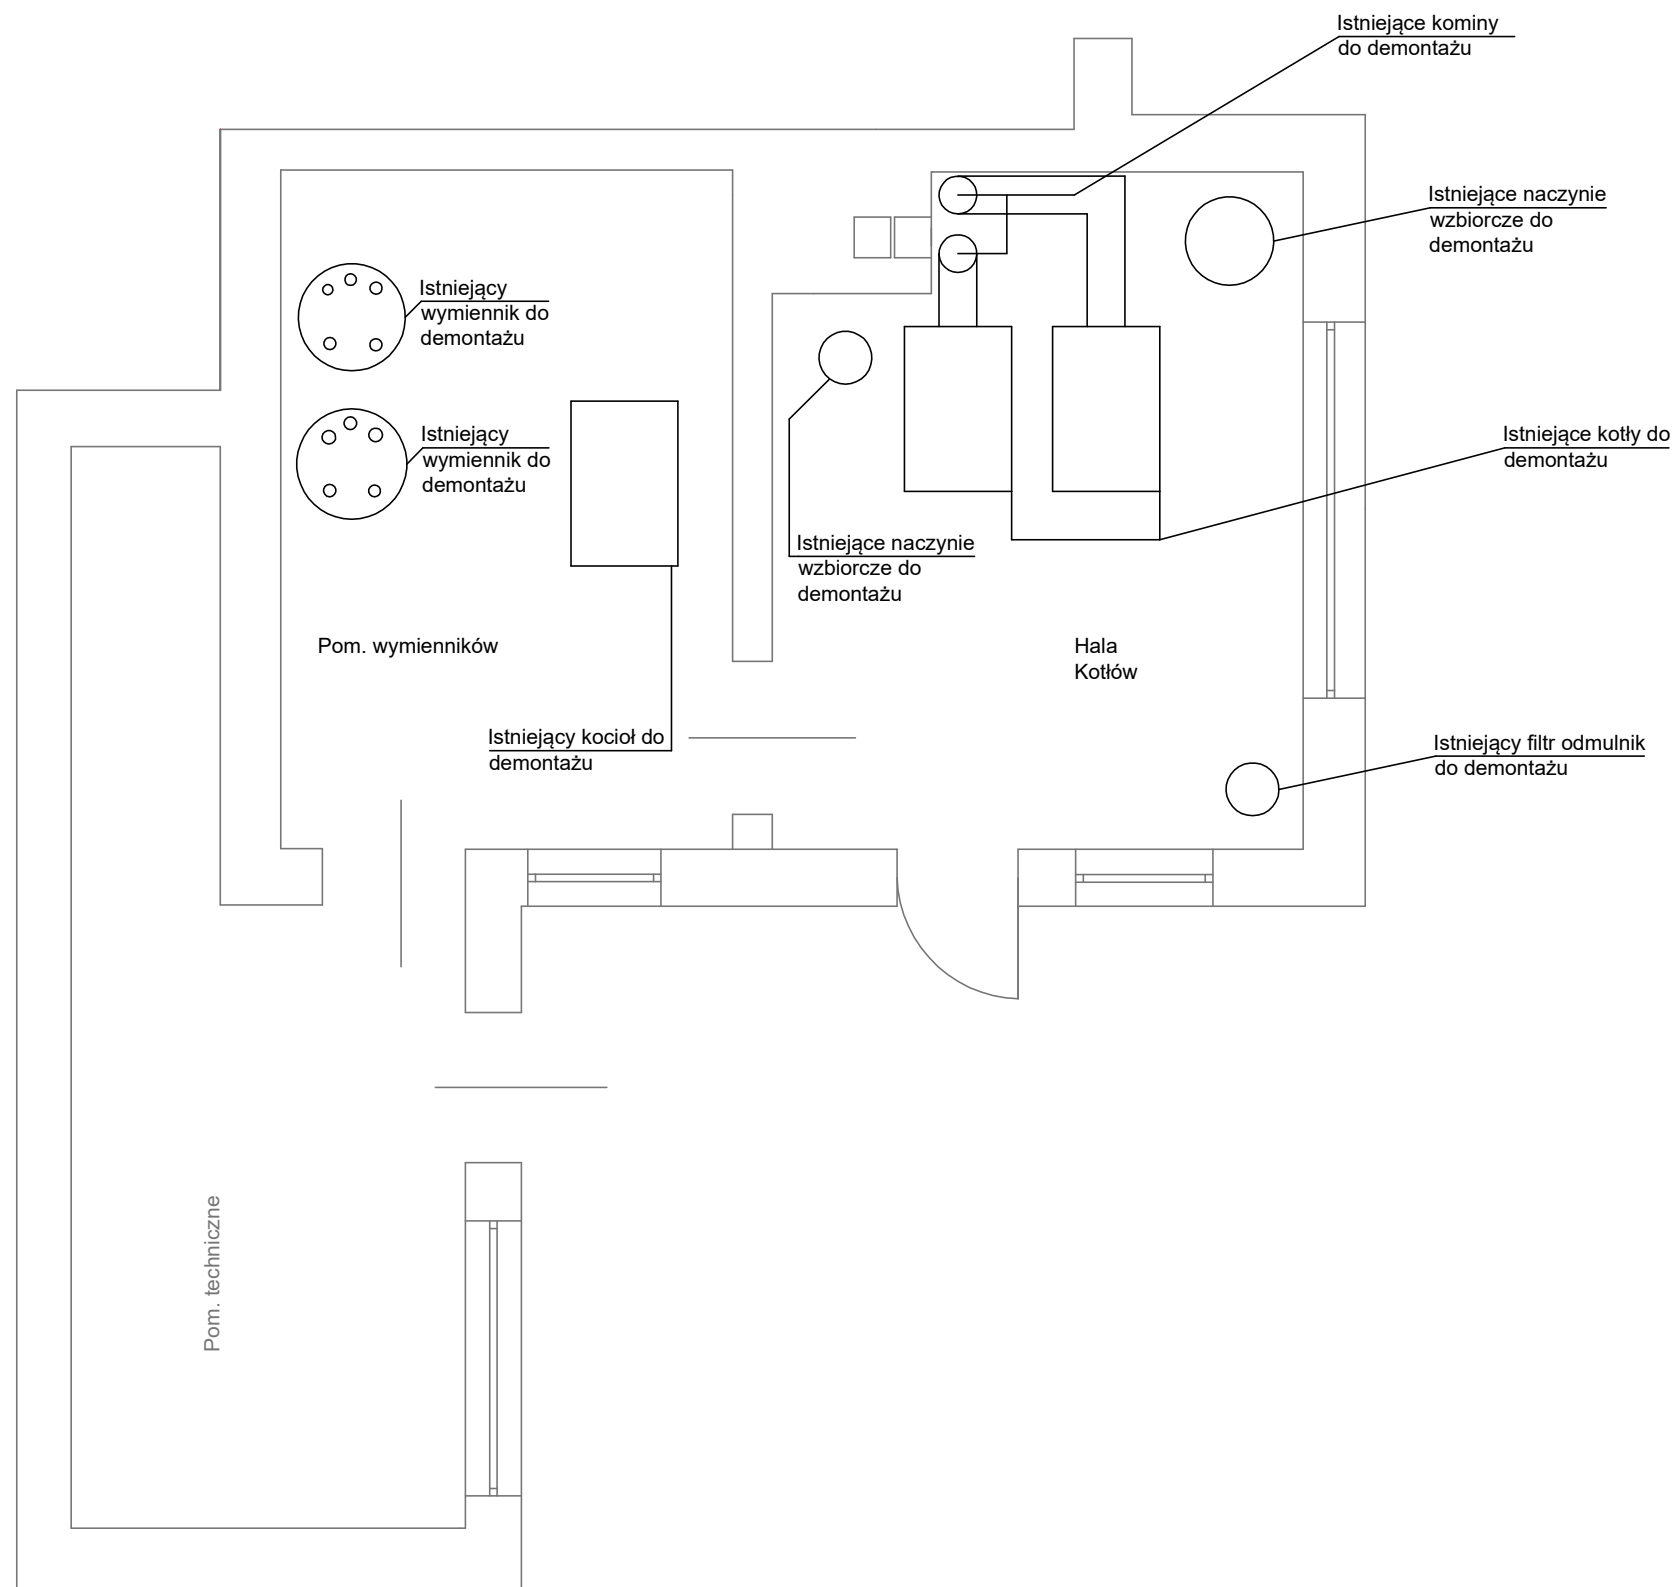 Istniejące kominy
do demontażu
Istniejące naczynie
wzbiorcze do
demontażu
Istniejący
wymiennik do
demontażu
Istniejący
wymiennik do
demontażu
Istniejące kotły do
demontażu
Istniejące naczynie
wzbiorcze do
demontażu
Pom. wymienników
Hala
Kotłów
Istniejący kocioł do
demontażu
Istniejący filtr odmulnik
do demontażu
Pom. techniczne